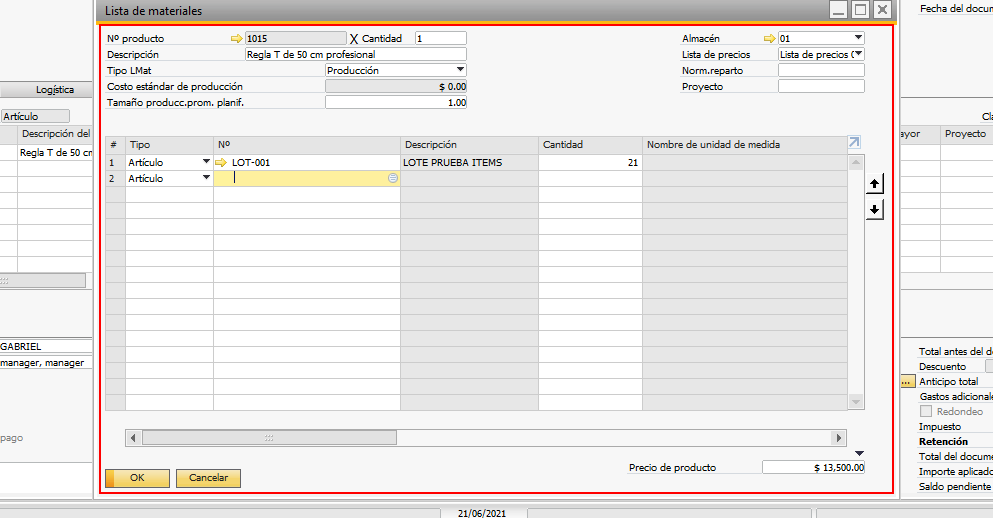 Lista de materiales
Fecha del docum
Nº producto 1015 X Cantidad 1 Almacén 01
Descripción Regla T de 50 cm profesional Lista de precios Lista de precios 0
Tipo LMat Producción Norm.reparto
Costo estándar de producción $ 0.00 Proyecto
Tamaño producc.prom. planif. 1.00
Logística
Artículo
Cla
Descripción del
ayor Proyecto
Regla T de 50 cm
# Tipo Nº Descripción Cantidad Nombre de unidad de medida
1 Artículo LOT-001 LOTE PRUEBA ITEMS 21
2 Artículo
GABRIEL
manager, manager
pago
Total antes del d
Descuento
... Anticipo total
Gastos adicionale
Redondeo
Impuesto
Retención
Total del docume
Importe aplicado
Saldo pendiente
Precio de producto $ 13,500.00
OK Cancelar
21/06/2021